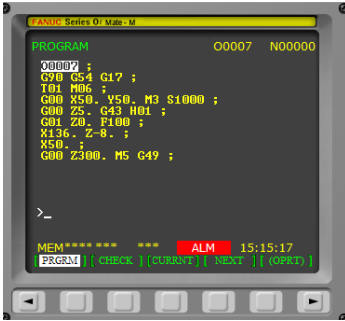 FANUC Series Oi Mate-M
PROGRAM O0007 N00000
O0007 ;
G90 G54 G17 ;
T01 M06 ;
G00 X50. Y50. M3 S1000 ;
G00 Z5. G43 H01 ;
G01 Z0. F100 ;
X136. Z-8. ;
X50. ;
G00 Z300. M5 G49 ;
>_
MEM**** *** *** ALM 15:15:17
[ PRGRM ] [ CHECK ] [CURRNT] [ NEXT ] [ (OPRT) ]